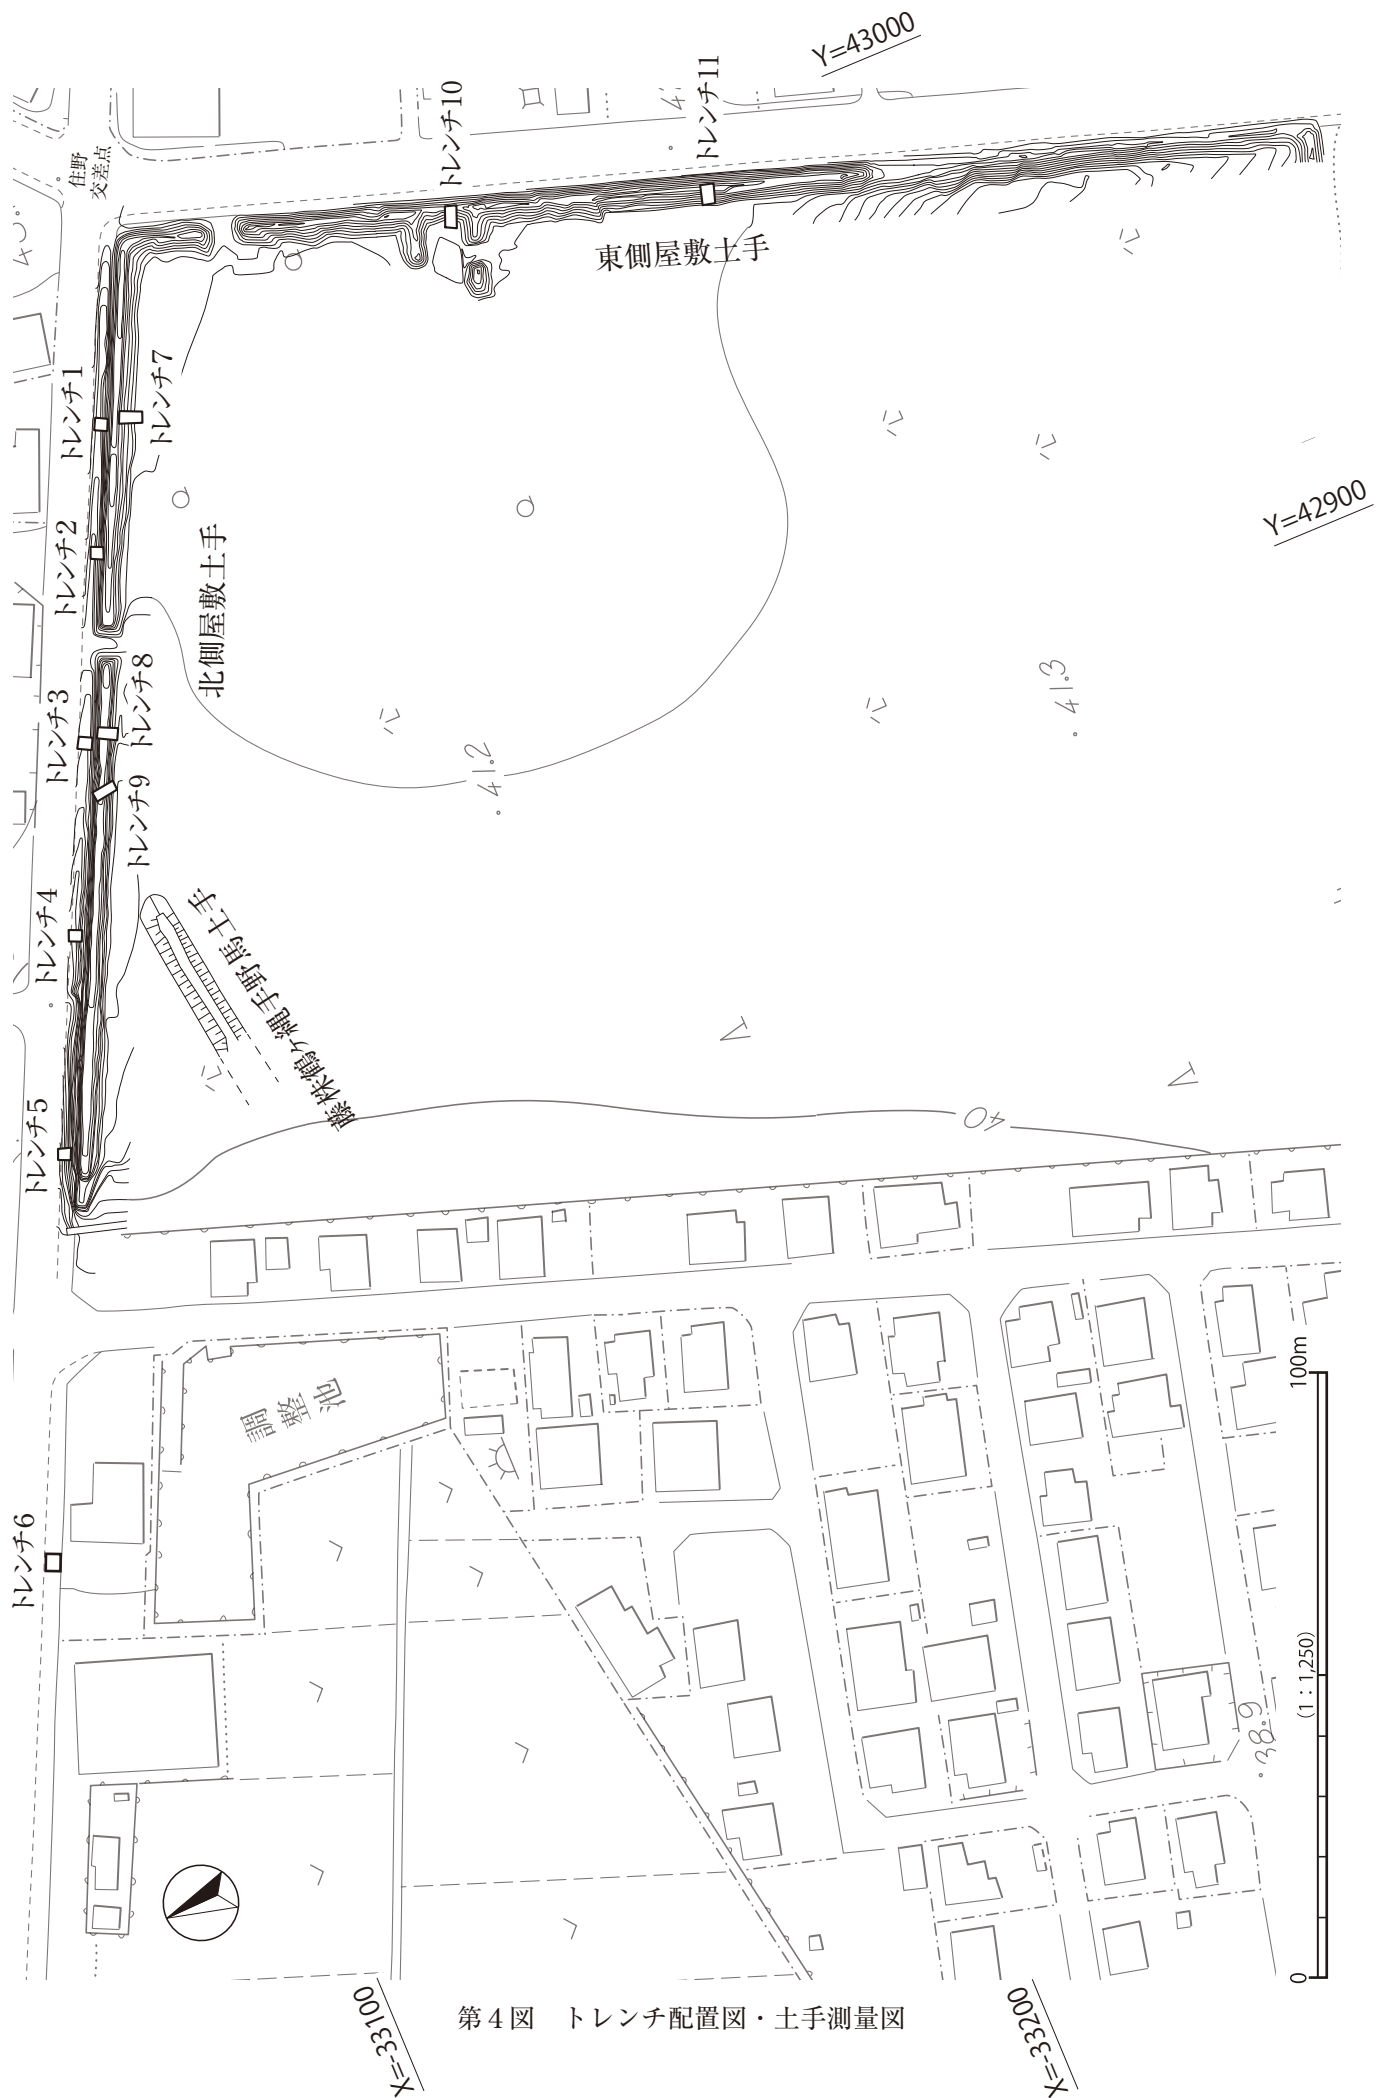 Y=43000
トレンチ10
トレンチ11
住野
交差点
東側屋敷土手
トレンチ1
トレンチ7
トレンチ2
北側屋敷土手
Y=42900
トレンチ3
トレンチ8
トレンチ9
41.2
41.3
トレンチ4
藤株鶴ヶ縄手野馬土手
トレンチ5
40
調
整
池
トレンチ6
38.9
100m
(1:1,250)
0
X=-33100
X=-33200
第4図 トレンチ配置図・土手測量図